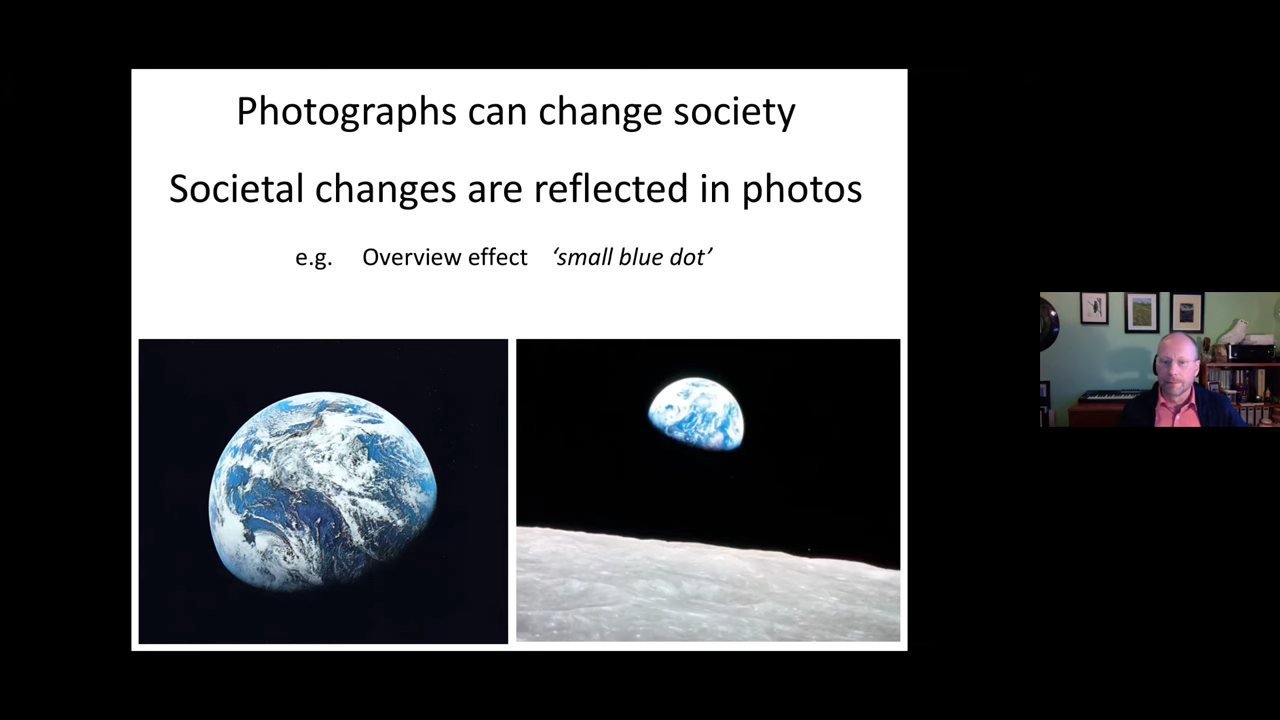 Photographs can change society
Societal changes are reflected in photos
e.g. Overview effect ‘small blue dot’